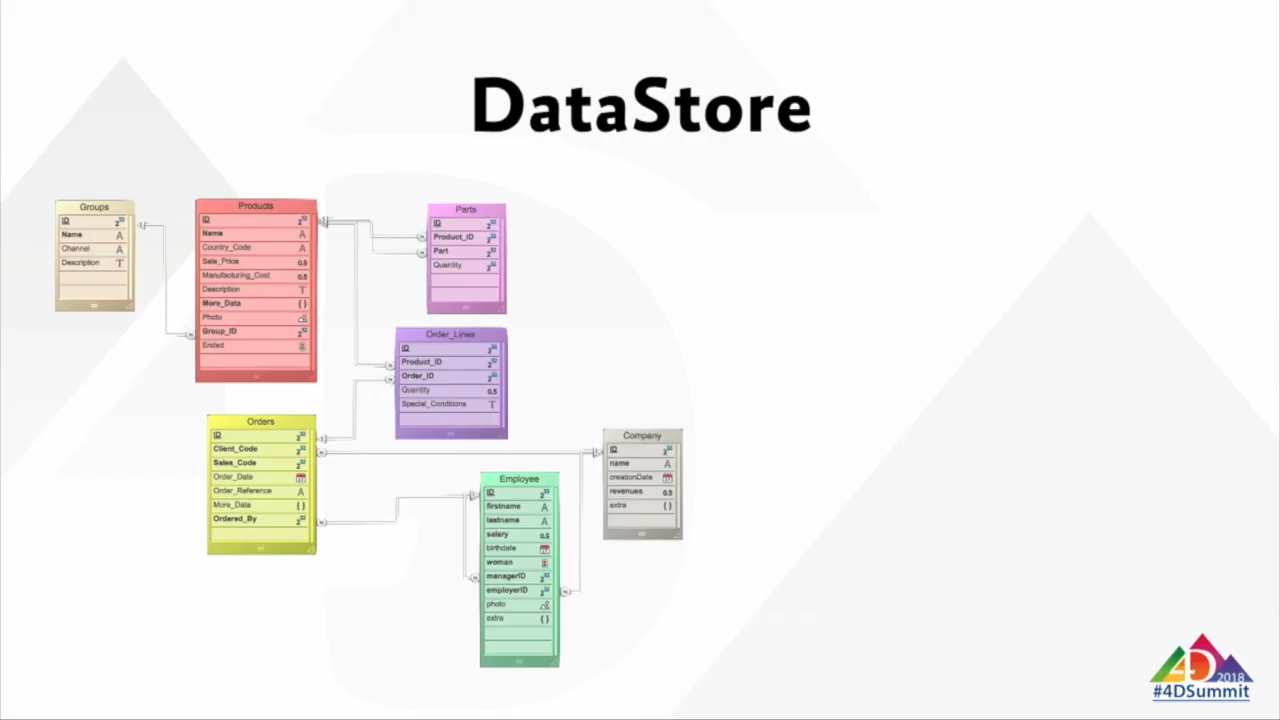 DataStore
Groups
ID
Name
Channel
Description
Products
ID
Name
Country_Code
Sale_Price
Manufacturing_Cost
Description
More_Data
Photo
Group_ID
Ended
Parts
ID
Product_ID
Part
Quantity
Order_Lines
ID
Product_ID
Order_ID
Quantity
Special_Conditions
Orders
ID
Client_Code
Sales_Code
Order_Date
Order_Reference
More_Data
Ordered_By
Employee
ID
firstname
lastname
salary
birthdate
woman
managerID
employerID
photo
extra
Company
ID
name
creationDate
revenues
extra
4D 2018
#4DSummit